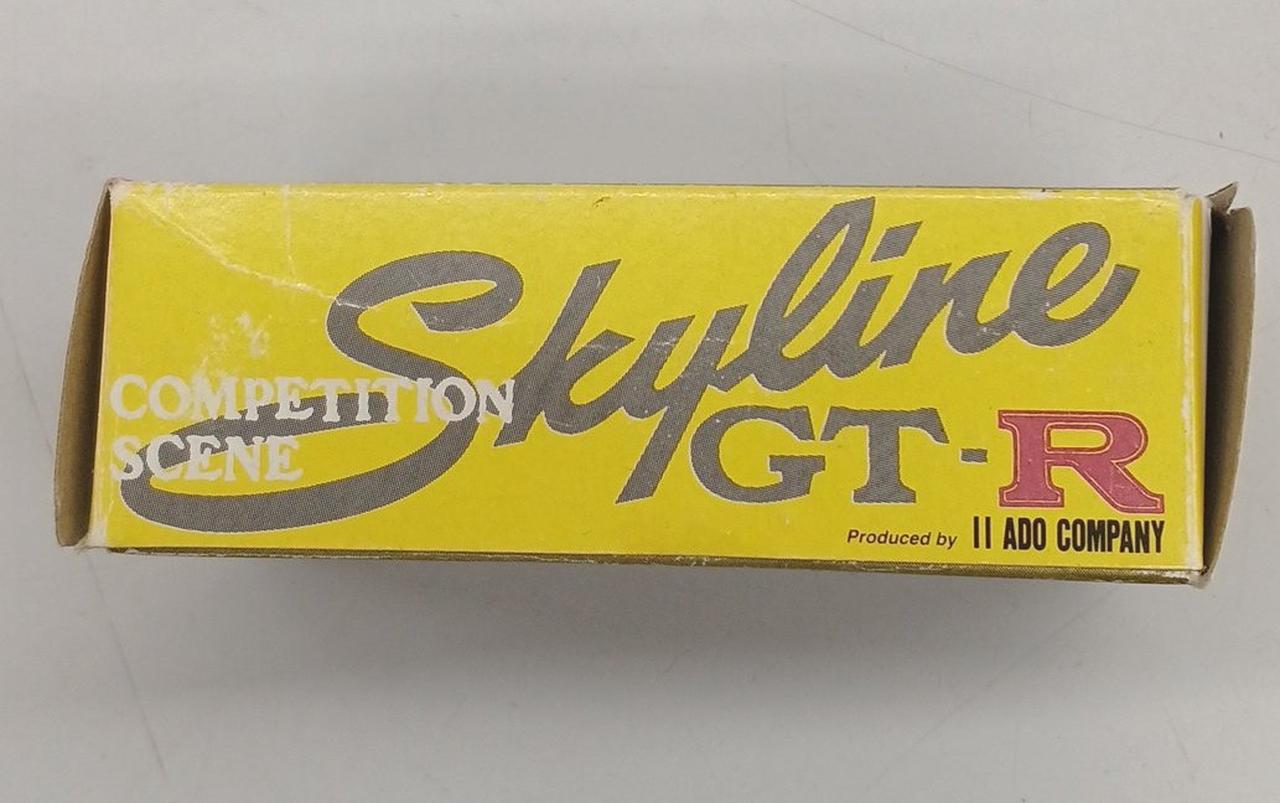 Skyline
COMPETITION
SCENE
GT-R
Produced by II ADO COMPANY